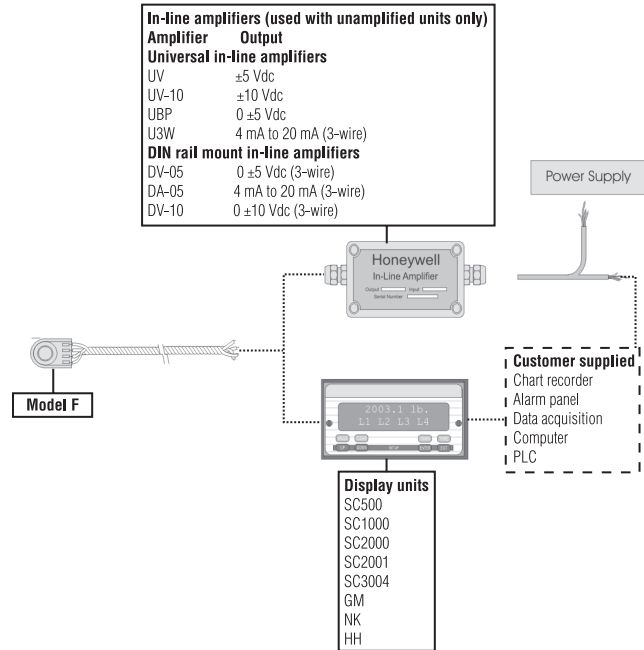 In-line amplifiers (used with unamplified units only)
Amplifier Output
Universal in-line amplifiers
UV ±5 Vdc
UV-10 ±10 Vdc
UBP 0 ±5 Vdc
U3W 4 mA to 20 mA (3-wire)
DIN rail mount in-line amplifiers
DV-05 0 ±5 Vdc (3-wire)
DA-05 4 mA to 20 mA (3-wire)
DV-10 0 ±10 Vdc (3-wire)
Power Supply
Honeywell
In-Line Amplifier
Output Input
Serial Number
Model F
2003.1 lb.
L1 L2 L3 L4
SETUP
Customer supplied
Chart recorder
Alarm panel
Data acquisition
Computer
PLC
Display units
SC500
SC1000
SC2000
SC2001
SC3004
GM
NK
HH